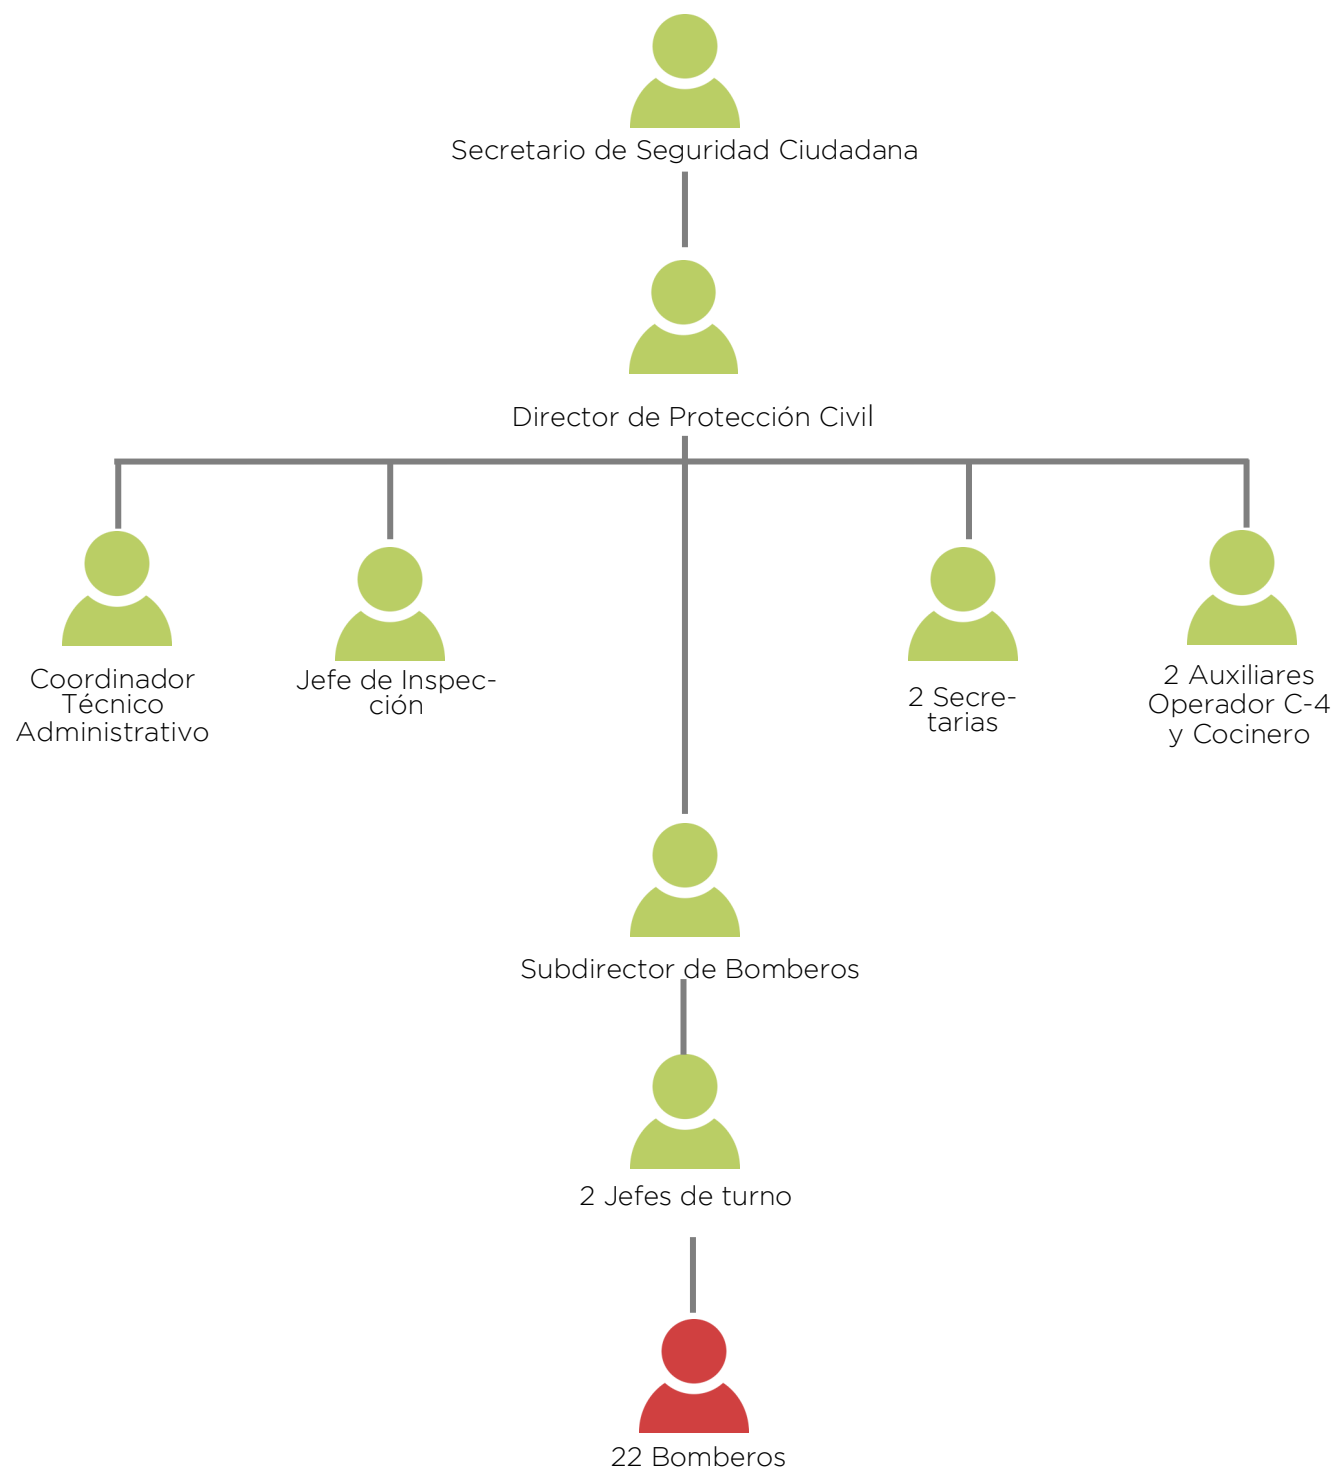 Secretario de Seguridad Ciudadana
Director de Protección Civil
Coordinador
Técnico
Administrativo
Jefe de Inspec-
ción
2 Secre-
tarias
2 Auxiliares
Operador C-4
y Cocinero
Subdirector de Bomberos
2 Jefes de turno
22 Bomberos